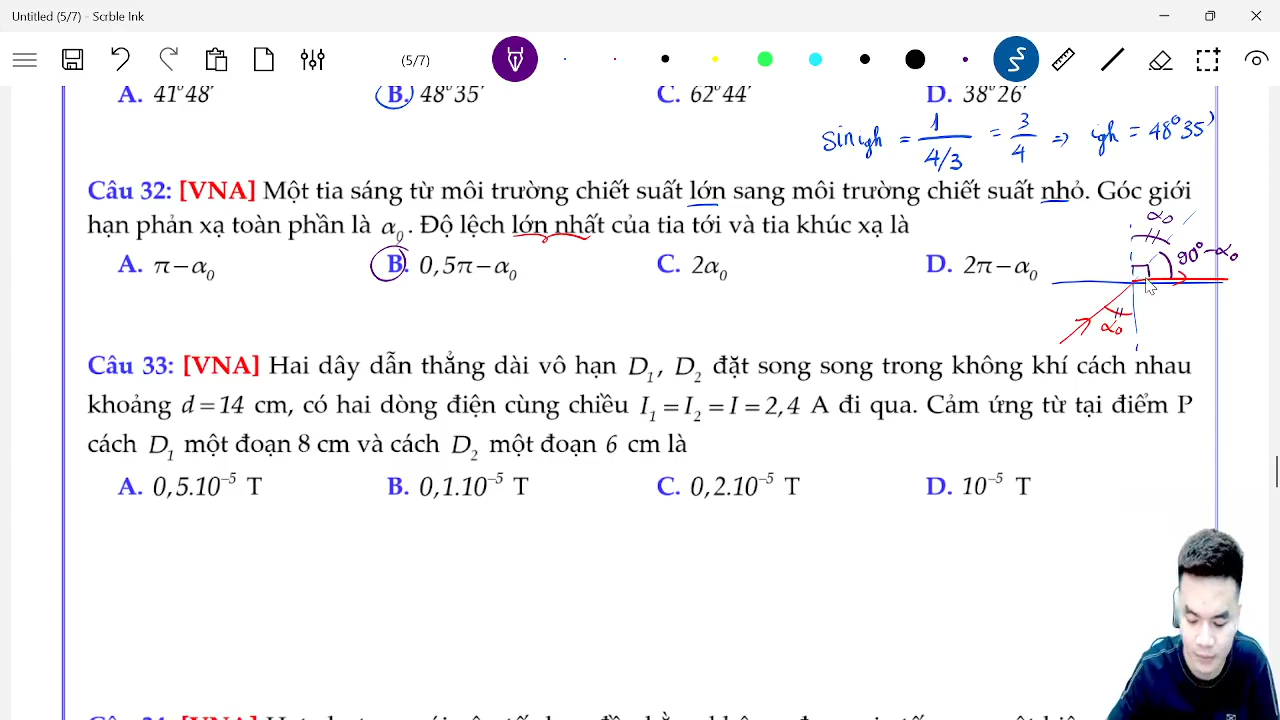 Untitled (5/7) - Scrble Ink
(5/7)
A. 41°48' B. 48°35' C. 62°44' D. 38°26'
sin igh = 1 / 4/3 = 3/4 => igh = 48°35'
Câu 32: [VNA] Một tia sáng từ môi trường chiết suất lớn sang môi trường chiết suất nhỏ. Góc giới
hạn phản xạ toàn phần là α₀. Độ lệch lớn nhất của tia tới và tia khúc xạ là
A. π−α₀ B. 0,5π−α₀ C. 2α₀ D. 2π−α₀
α₀
90°−α₀
α₀
Câu 33: [VNA] Hai dây dẫn thẳng dài vô hạn D₁, D₂ đặt song song trong không khí cách nhau
khoảng d=14 cm, có hai dòng điện cùng chiều I₁ = I₂ = I = 2,4 A đi qua. Cảm ứng từ tại điểm P
cách D₁ một đoạn 8 cm và cách D₂ một đoạn 6 cm là
A. 0,5.10⁻⁵ T B. 0,1.10⁻⁵ T C. 0,2.10⁻⁵ T D. 10⁻⁵ T